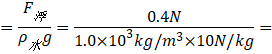 = F浮 / ρ水g = 0.4N / 1.0×10³kg/m³×10N/kg =